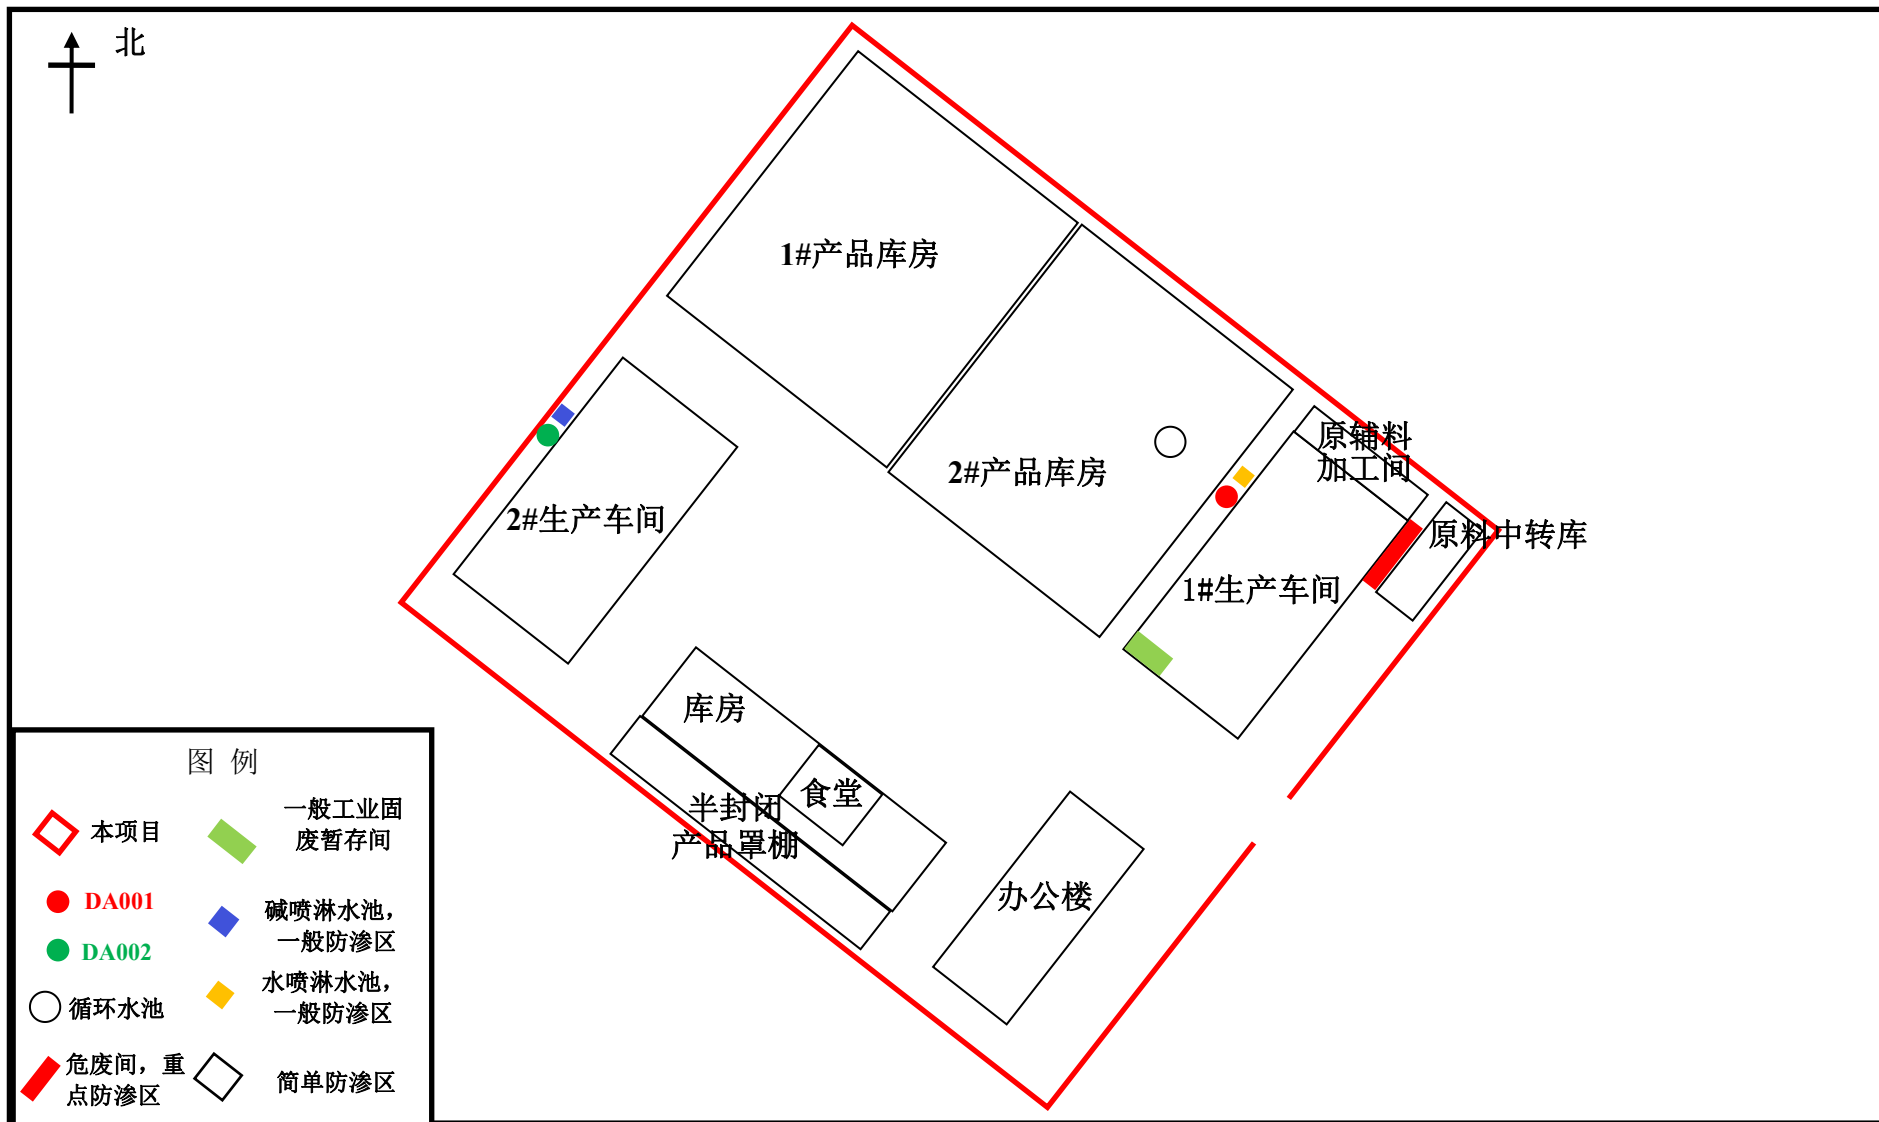 北
1#产品库房
原辅料
加工间
2#产品库房
2#生产车间
原料中转库
1#生产车间
库房
食堂
半封闭
产品罩棚
办公楼
图 例
本项目
一般工业固
废暂存间
DA001
碱喷淋水池，
一般防渗区
DA002
水喷淋水池，
一般防渗区
循环水池
危废间，重
点防渗区
简单防渗区